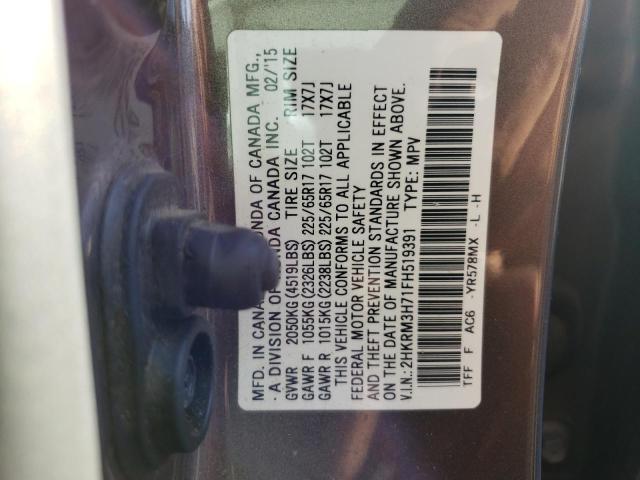 MFD. IN CANADA NDA OF CANADA MFG.,
A DIVISION OF NDA CANADA INC. 02/'15
GVWR 2050KG (4519LBS) TIRE SIZE RIM SIZE
GAWR F 1055KG (2326LBS) 225/65R17 102T 17X7J
GAWR R 1015KG (2238LBS) 225/65R17 102T 17X7J
THIS VEHICLE CONFORMS TO ALL APPLICABLE
FEDERAL MOTOR VEHICLE SAFETY
AND THEFT PREVENTION STANDARDS IN EFFECT
ON THE DATE OF MANUFACTURE SHOWN ABOVE.
V.I.N.: 2HKRM3H71FH519391 TYPE: MPV
TFF F AC6 -YR578MX -L -H